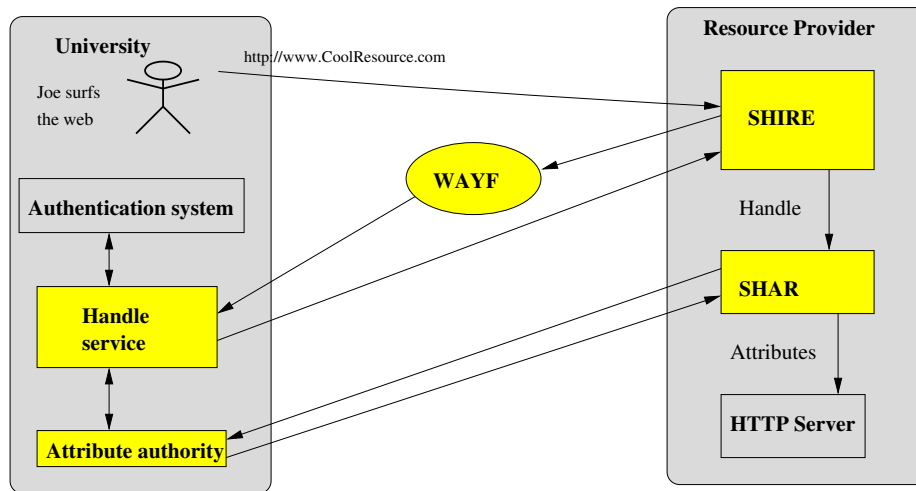 University
Joe surfs
the web
http://www.CoolResource.com
Resource Provider
SHIRE
WAYF
Authentication system
Handle
Handle
service
SHAR
Attributes
Attribute authority
HTTP Server